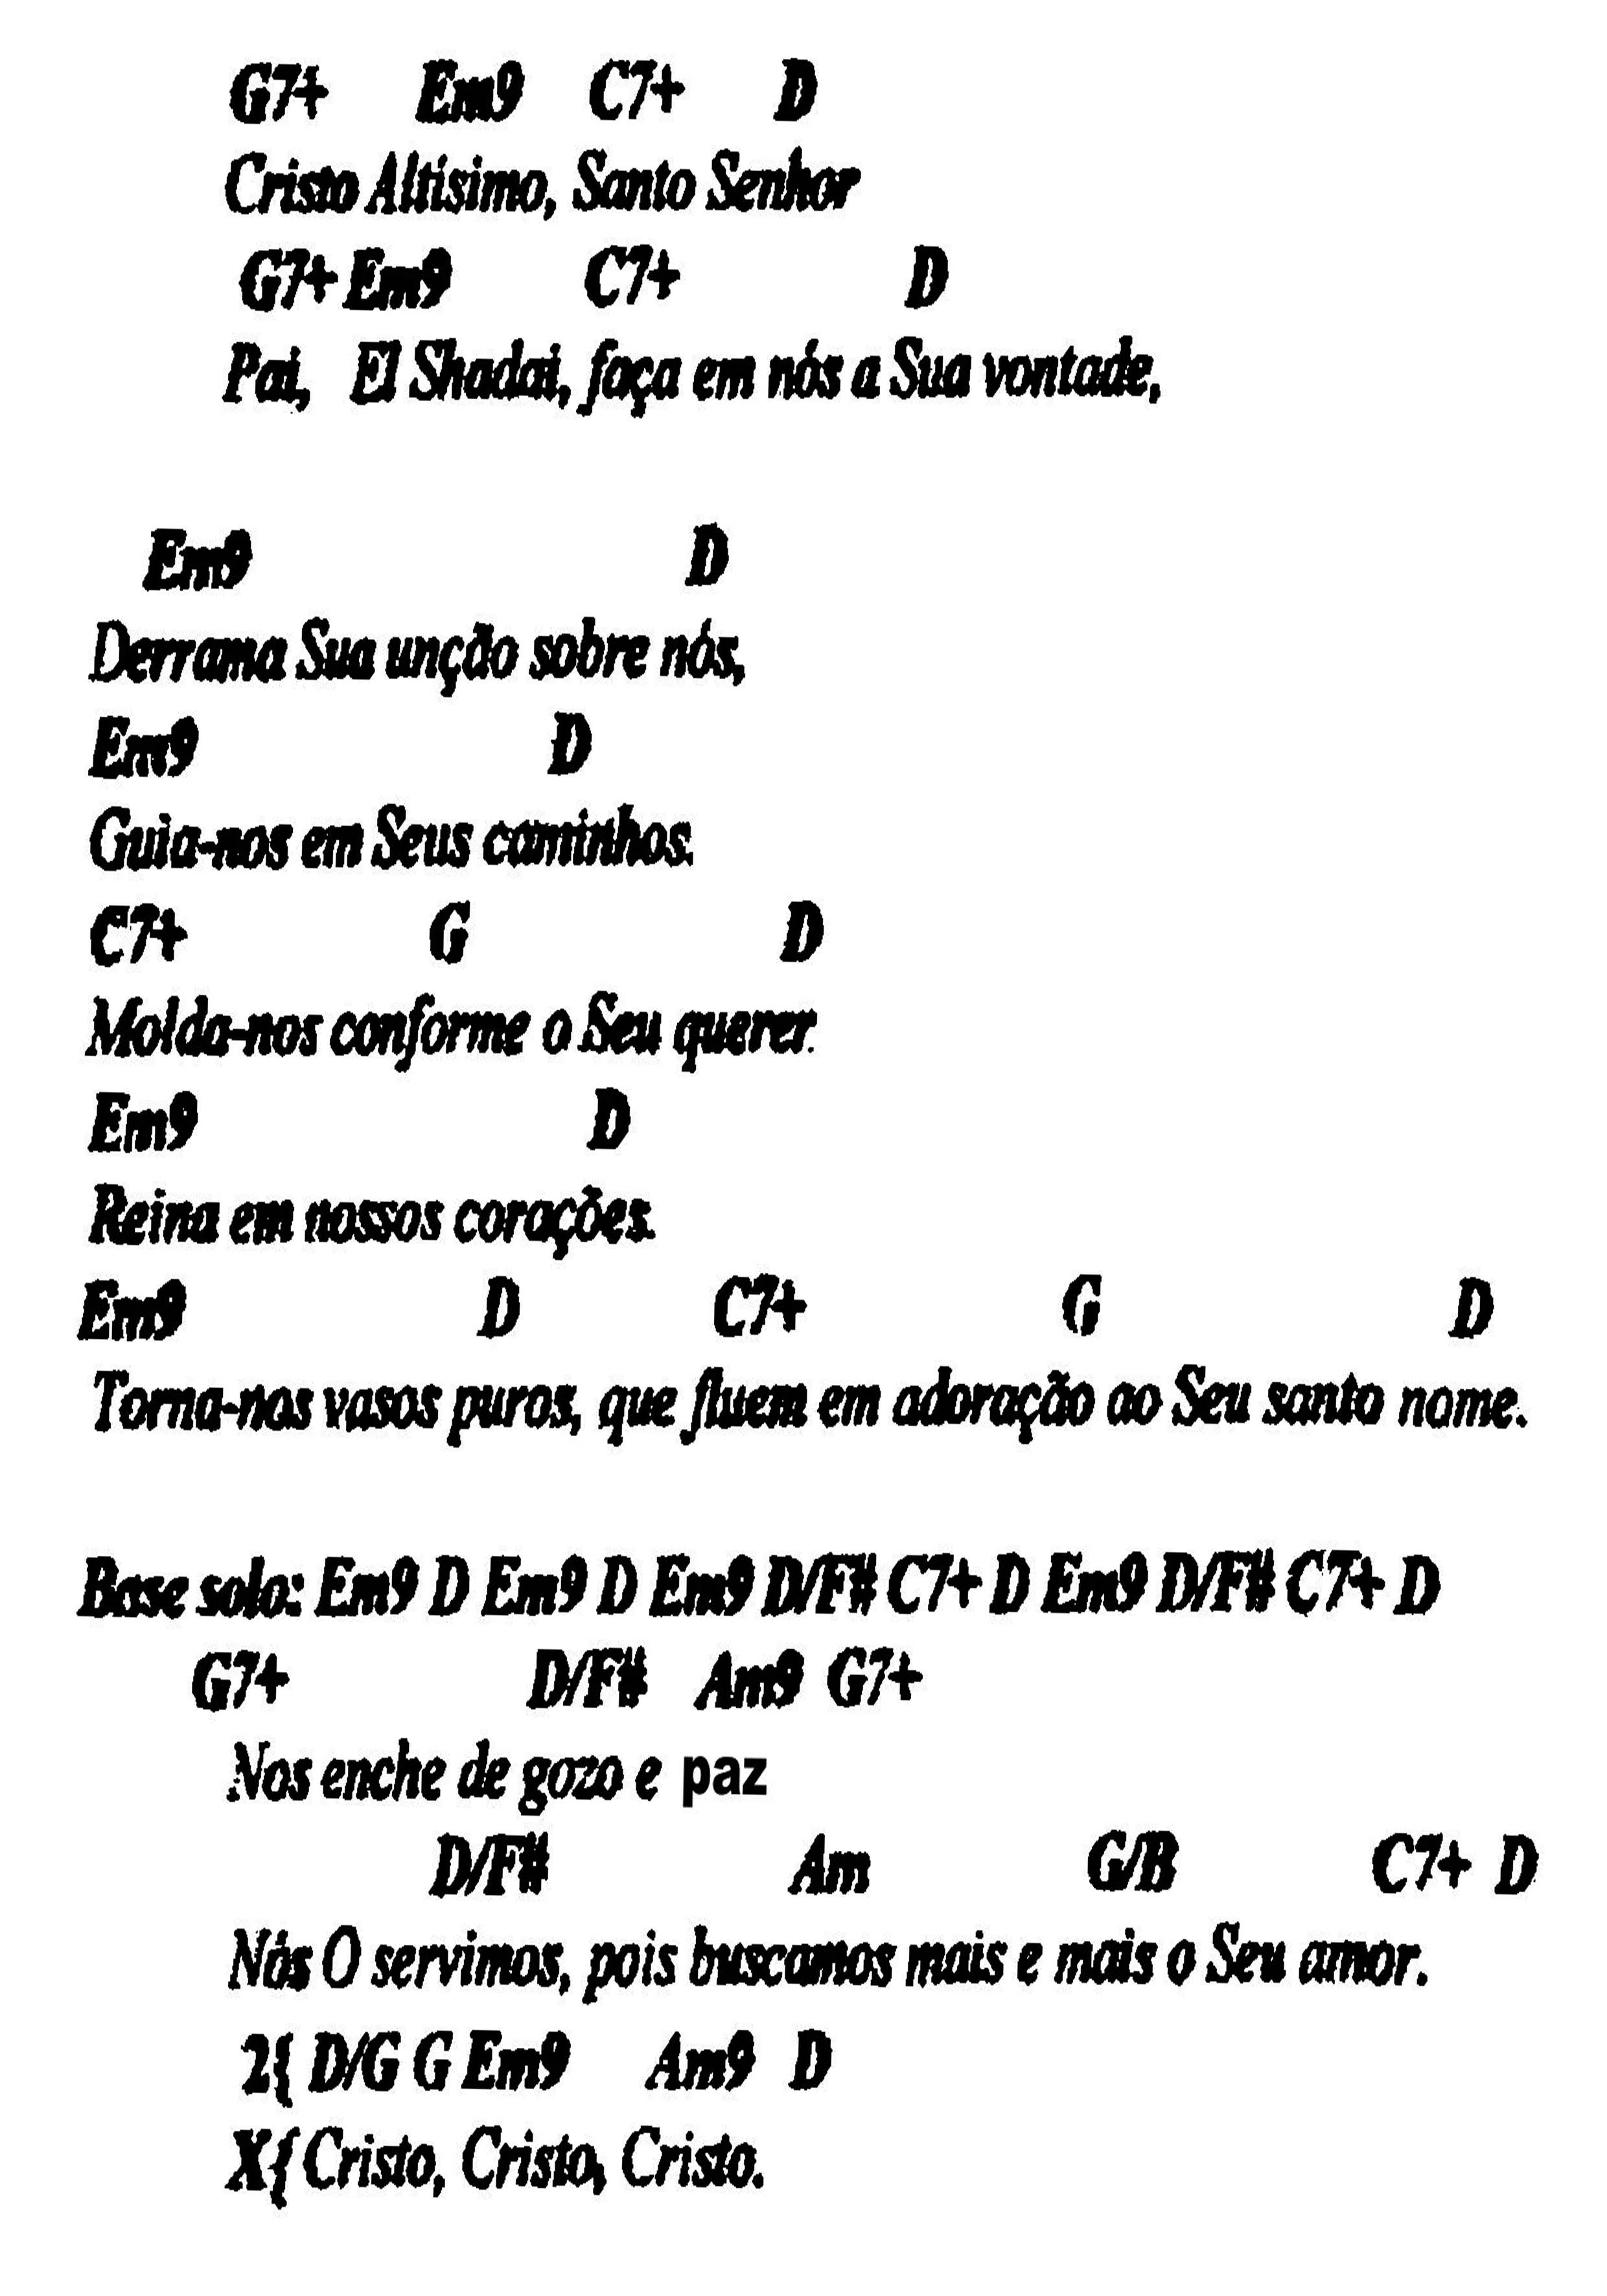 G7+ Em9 C7+ D
Cristo Altísimo, Santo Senhor
G7+ Em9 C7+ D
Pai, El Shadai, faça em nós a Sua vontade,
Em9 D
Derrama Sua unção sobre nós,
Em9 D
Guia-nos em Seus caminhos.
C7+ G D
Molda-nos conforme o Seu querer.
Em9 D
Reina em nossos corações.
Em9 D C7+ G D
Torna-nos vasos puros, que fluem em adoração ao Seu santo nome.
Base solo: Em9 D Em9 D Em9 D/F# C7+ D Em9 D/F# C7+ D
G7+ D/F# Am9 G7+
Nos enche de gozo e paz
D/F# Am G/B C7+ D
Nós O servimos, pois buscamos mais e mais o Seu amor.
2{ D/G G Em9 Am9 D
X{ Cristo, Cristo, Cristo.